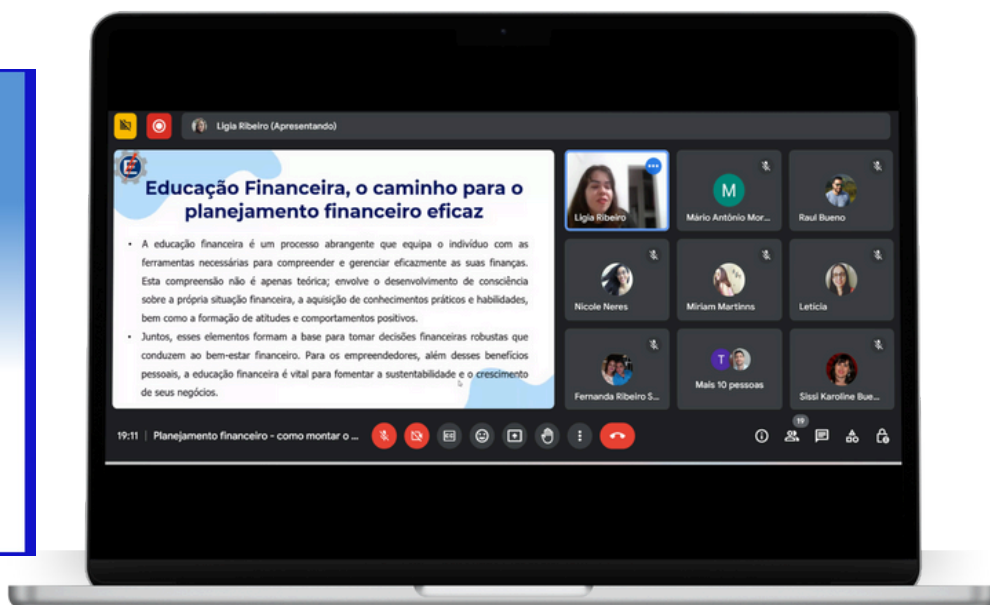 Ligia Ribeiro (Apresentando)
Educação Financeira, o caminho para o
planejamento financeiro eficaz
• A educação financeira é um processo abrangente que equipa o indivíduo com as
ferramentas necessárias para compreender e gerenciar eficazmente as suas finanças.
Esta compreensão não é apenas teórica; envolve o desenvolvimento de consciência
sobre a própria situação financeira, a aquisição de conhecimentos práticos e habilidades,
bem como a formação de atitudes e comportamentos positivos.
• Juntos, esses elementos formam a base para tomar decisões financeiras robustas que
conduzem ao bem-estar financeiro. Para os empreendedores, além desses benefícios
pessoais, a educação financeira é vital para fomentar a sustentabilidade e o crescimento
de seus negócios.
Ligia Ribeiro
M
Mário Antônio Mor...
Raul Bueno
Nicole Neres
Miriam Martinns
Letícia
Fernanda Ribeiro S...
T
Mais 10 pessoas
Sissi Karoline Bue...
19:11 | Planejamento financeiro - como montar o ...
19